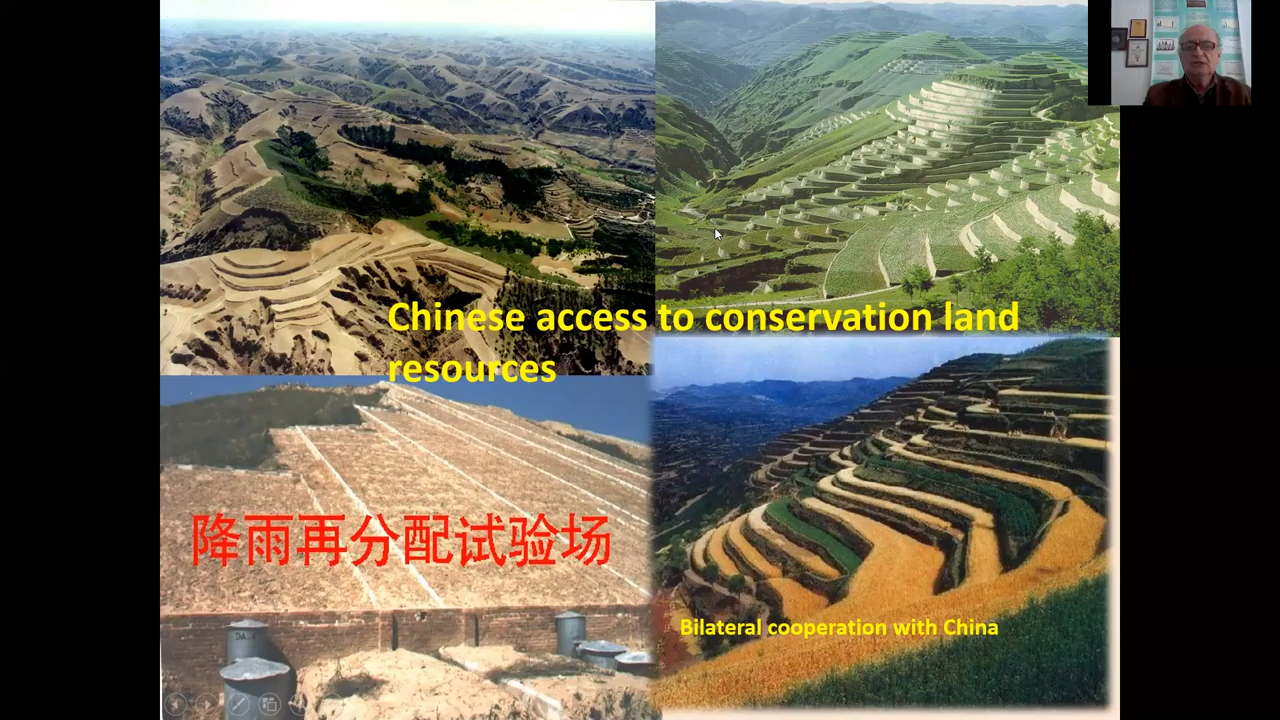 Chinese access to conservation land
resources
降雨再分配试验场
Bilateral cooperation with China